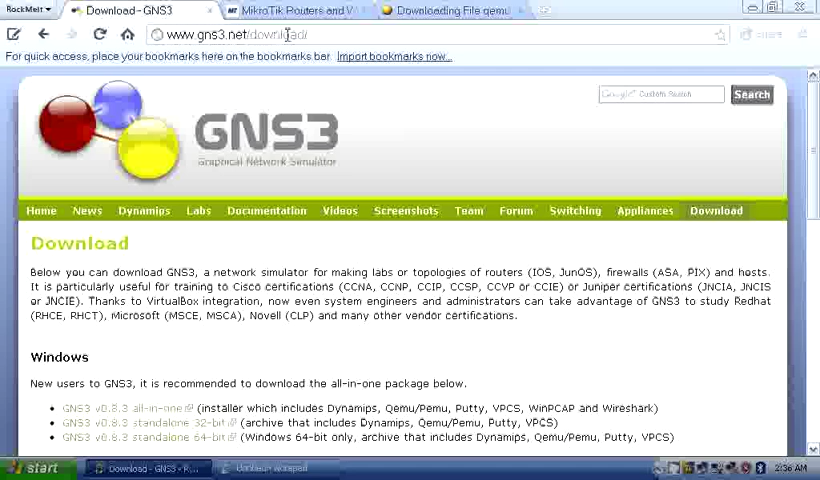 RockMelt
Download - GNS3
MikroTik Routers and W
Downloading File qemu
www.gns3.net/download/
For quick access, place your bookmarks here on the bookmarks bar. Import bookmarks now...
GNS3
Graphical Network Simulator
Google Custom Search
Search
Home News Dynamips Labs Documentation Videos Screenshots Team Forum Switching Appliances Download
Download
Below you can download GNS3, a network simulator for making labs or topologies of routers (IOS, JunOS), firewalls (ASA, PIX) and hosts.
It is particularly useful for training to Cisco certifications (CCNA, CCNP, CCIP, CCSP, CCVP or CCIE) or Juniper certifications (JNCIA, JNCIS
or JNCIE). Thanks to VirtualBox integration, now even system engineers and administrators can take advantage of GNS3 to study Redhat
(RHCE, RHCT), Microsoft (MSCE, MSCA), Novell (CLP) and many other vendor certifications.
Windows
New users to GNS3, it is recommended to download the all-in-one package below.
GNS3 v0.8.3 all-in-one (installer which includes Dynamips, Qemu/Pemu, Putty, VPCS, WinPCAP and Wireshark)
GNS3 v0.8.3 standalone 32-bit (archive that includes Dynamips, Qemu/Pemu, Putty, VPCS)
GNS3 v0.8.3 standalone 64-bit (Windows 64-bit only, archive that includes Dynamips, Qemu/Pemu, Putty, VPCS)
start
Download - GNS3 - R...
notepad
2:36 AM